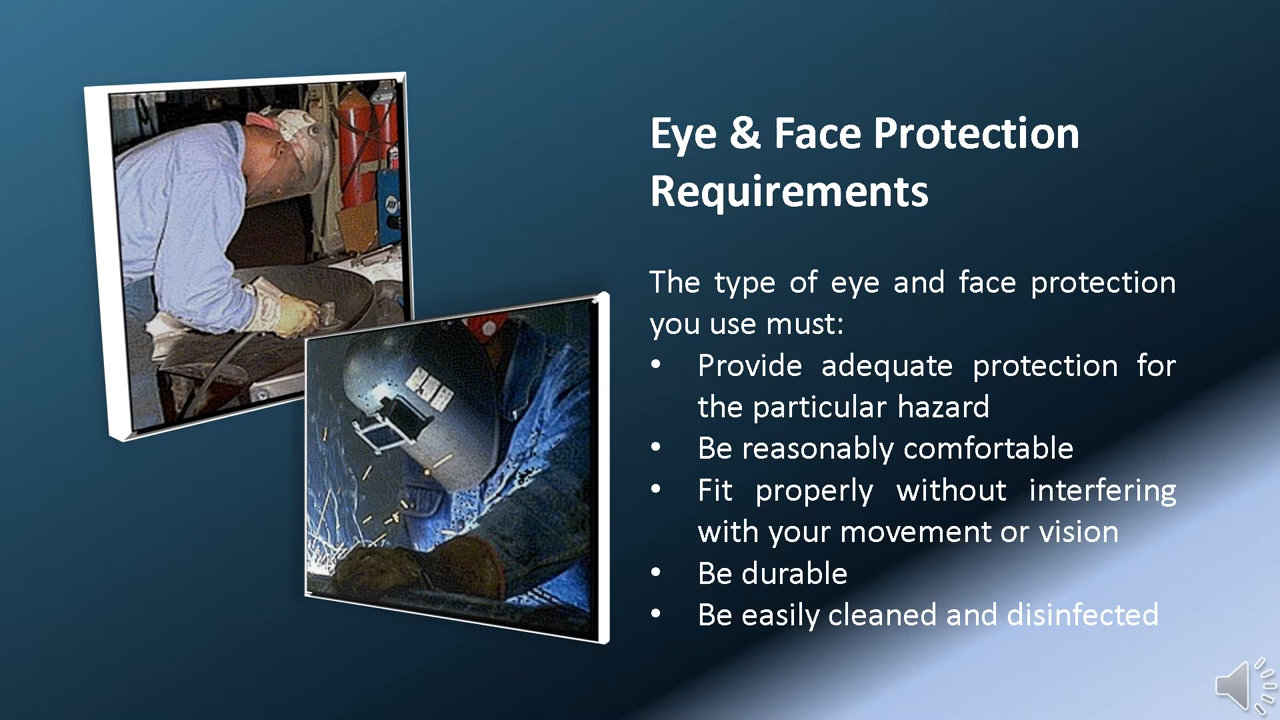 Eye & Face Protection
Requirements
The type of eye and face protection
you use must:
• Provide adequate protection for
the particular hazard
• Be reasonably comfortable
• Fit properly without interfering
with your movement or vision
• Be durable
• Be easily cleaned and disinfected